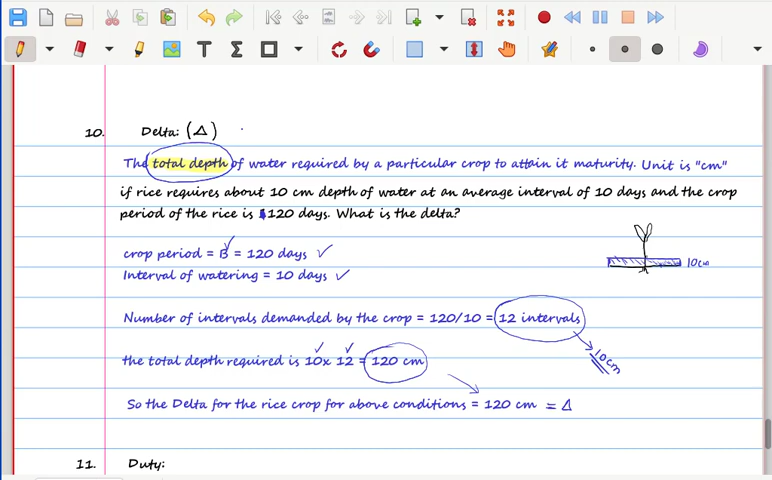 10. Delta: (Δ)
The total depth of water required by a particular crop to attain it maturity. Unit is "cm"
if rice requires about 10 cm depth of water at an average interval of 10 days and the crop
period of the rice is 120 days. What is the delta?
crop period = B = 120 days ✓
10cm
Interval of watering = 10 days ✓
Number of intervals demanded by the crop = 120/10 = 12 intervals
the total depth required is 10x 12 = 120 cm
10cm
So the Delta for the rice crop for above conditions = 120 cm = Δ
11. Duty: